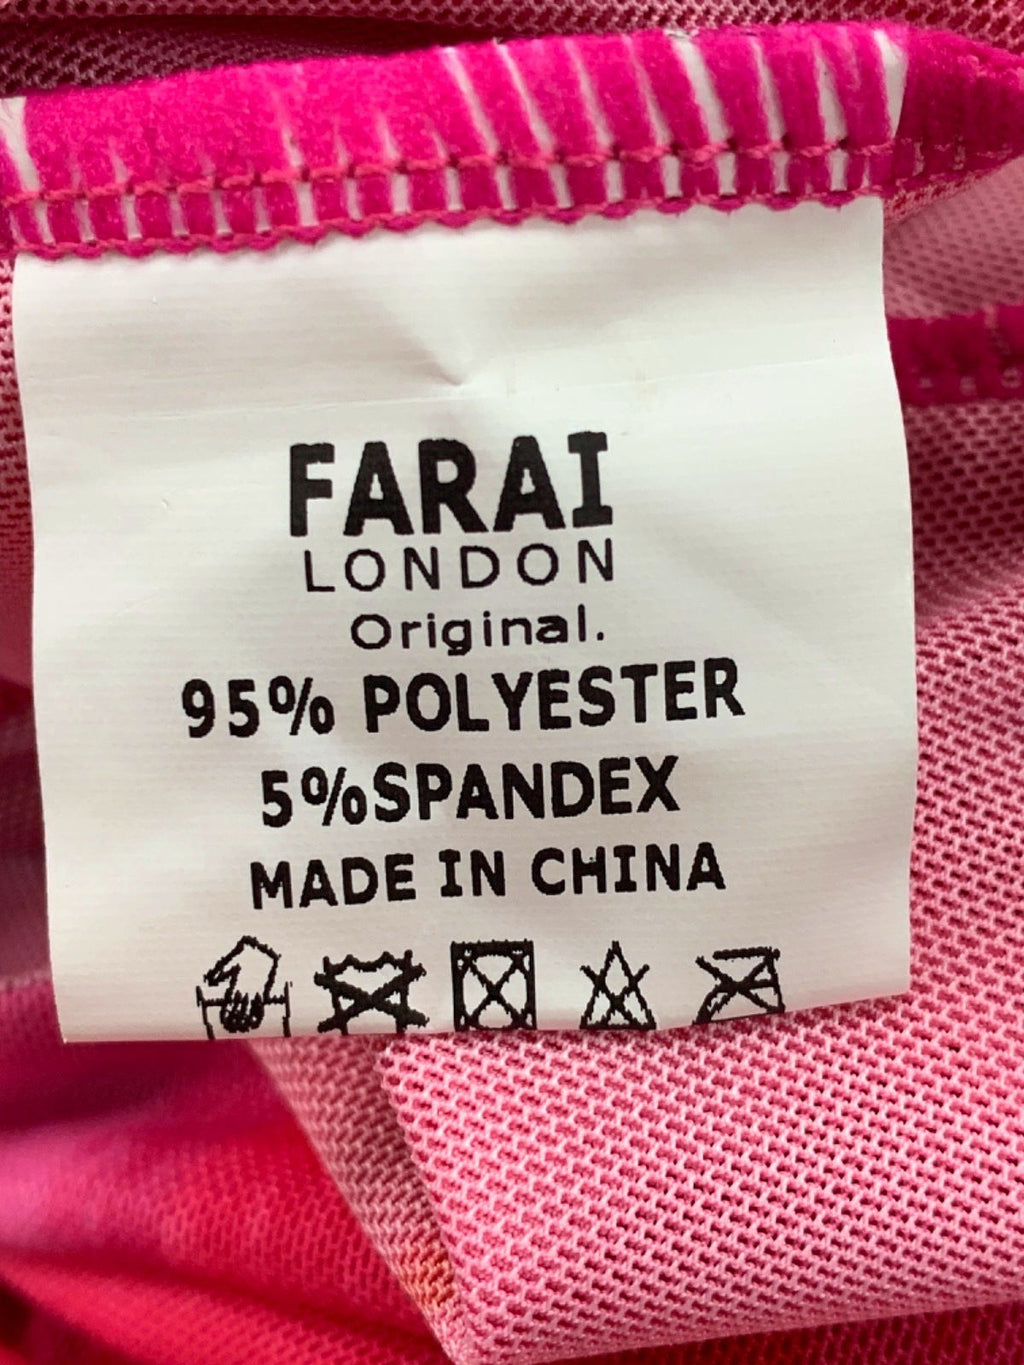 FARAI
LONDON
Original.
95% POLYESTER
5%SPANDEX
MADE IN CHINA